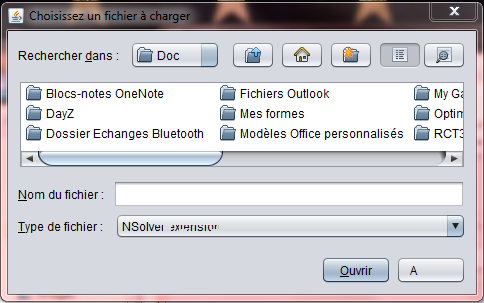 Choisissez un fichier à charger
Rechercher dans : Doc
Blocs-notes OneNote Fichiers Outlook My Ga
DayZ Mes formes Optim
Dossier Echanges Bluetooth Modèles Office personnalisés RCT3
Nom du fichier :
Type de fichier : NSolver extension
Ouvrir A